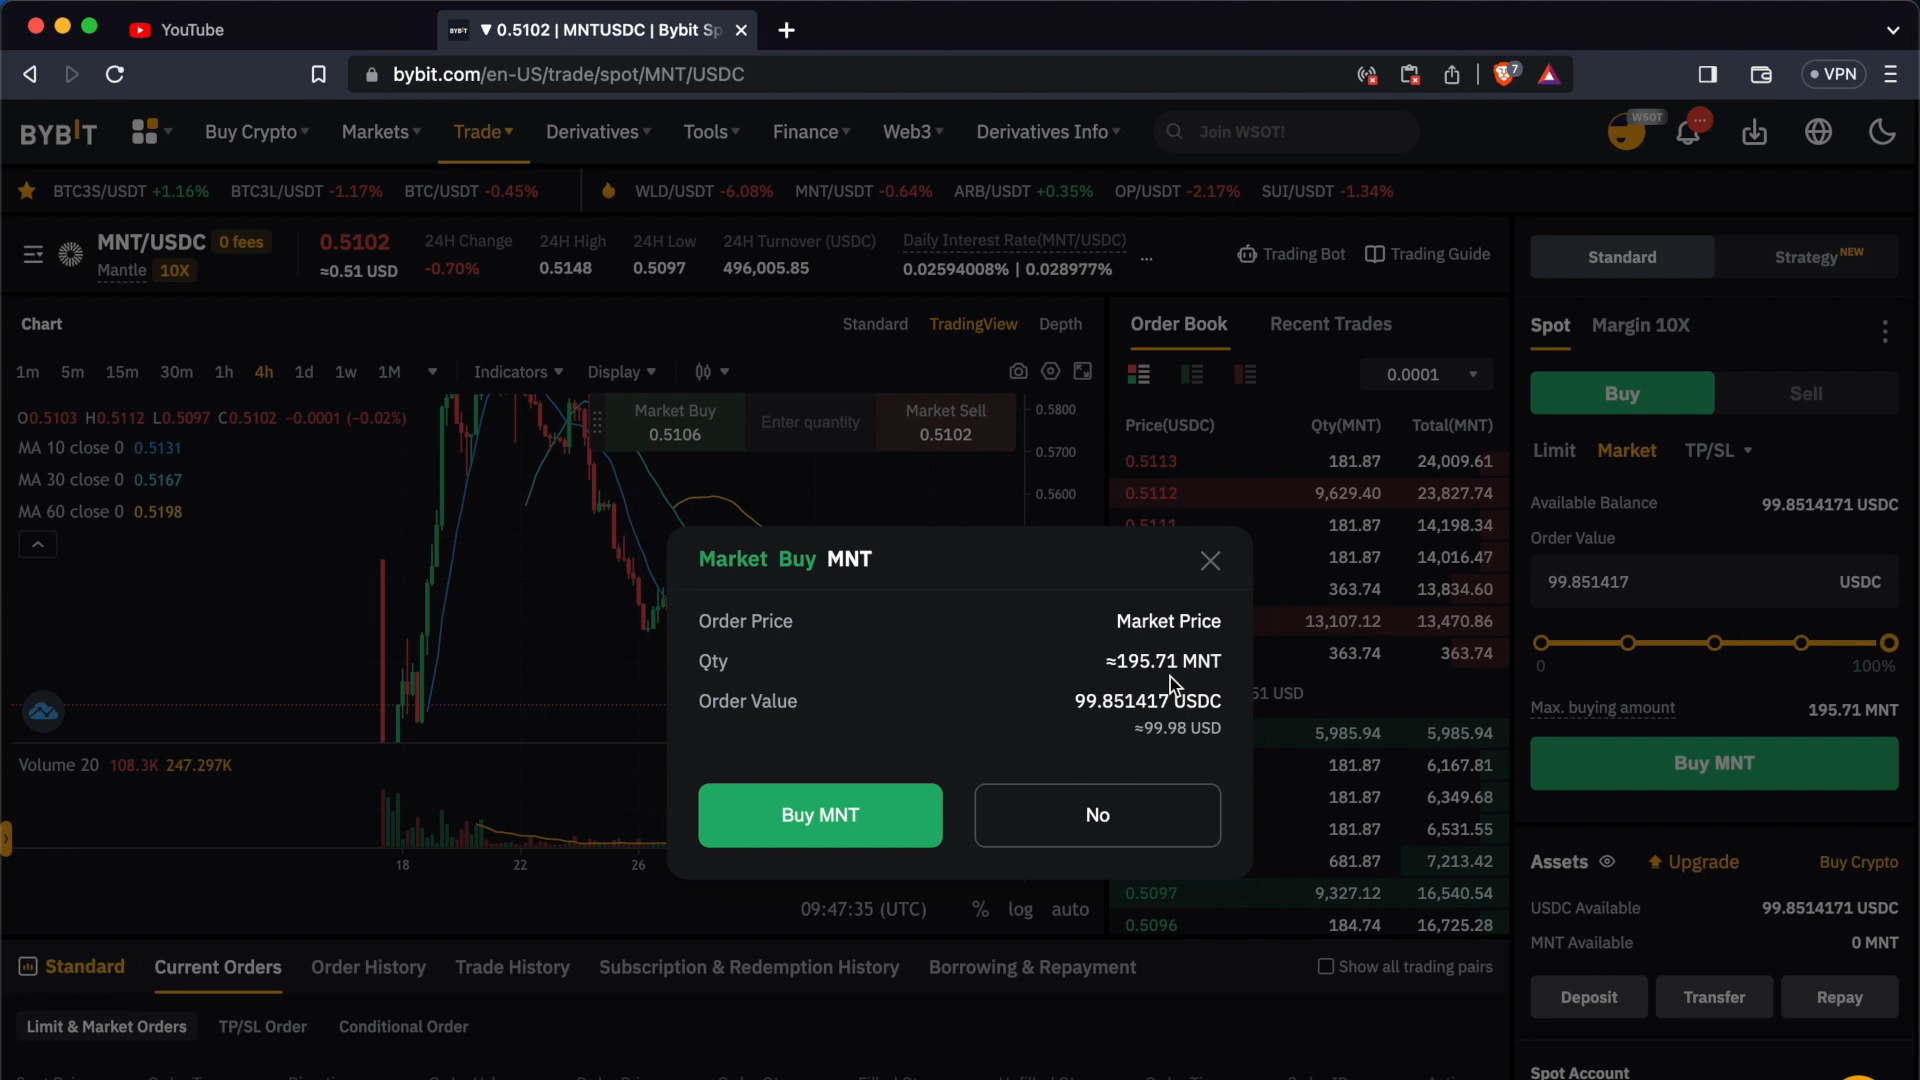 YouTube
▼ 0.5102 | MNTUSDC | Bybit Sp
bybit.com/en-US/trade/spot/MNT/USDC
7
VPN
BYBIT
Buy Crypto
Markets
Trade
Derivatives
Tools
Finance
Web3
Derivatives Info
Join WSOT!
WSOT
BTC3S/USDT +1.16%
BTC3L/USDT -1.17%
BTC/USDT -0.45%
WLD/USDT -6.08%
MNT/USDT -0.64%
ARB/USDT +0.35%
OP/USDT -2.17%
SUI/USDT -1.34%
MNT/USDC 0 fees
Mantle 10X
0.5102
≈0.51 USD
24H Change
-0.70%
24H High
0.5148
24H Low
0.5097
24H Turnover (USDC)
496,005.85
Daily Interest Rate(MNT/USDC)
0.02594008% | 0.028977%
...
Trading Bot
Trading Guide
Standard
Strategy NEW
Chart
Standard
TradingView
Depth
1m 5m 15m 30m 1h 4h 1d 1w 1M
Indicators
Display
O0.5103 H0.5112 L0.5097 C0.5102 −0.0001 (−0.02%)
MA 10 close 0 0.5131
MA 30 close 0 0.5167
MA 60 close 0 0.5198
Market Buy
0.5106
Enter quantity
Market Sell
0.5102
0.5800
0.5700
0.5600
Volume 20 108.3K 247.297K
18 22 26
09:47:35 (UTC)
% log auto
Order Book
Recent Trades
0.0001
Price(USDC) Qty(MNT) Total(MNT)
0.5113 181.87 24,009.61
0.5112 9,629.40 23,827.74
0.5111 181.87 14,198.34
181.87 14,016.47
363.74 13,834.60
13,107.12 13,470.86
363.74 363.74
51 USD
5,985.94 5,985.94
181.87 6,167.81
181.87 6,349.68
181.87 6,531.55
681.87 7,213.42
0.5097 9,327.12 16,540.54
0.5096 184.74 16,725.28
Market Buy MNT
Order Price Market Price
Qty ≈195.71 MNT
Order Value 99.851417 USDC
≈99.98 USD
Buy MNT
No
Spot
Margin 10X
Buy
Sell
Limit
Market
TP/SL
Available Balance 99.8514171 USDC
Order Value
99.851417 USDC
0 100%
Max. buying amount 195.71 MNT
Buy MNT
Assets
Upgrade
Buy Crypto
USDC Available 99.8514171 USDC
MNT Available 0 MNT
Deposit
Transfer
Repay
Spot Account
Standard
Current Orders
Order History
Trade History
Subscription & Redemption History
Borrowing & Repayment
Show all trading pairs
Limit & Market Orders
TP/SL Order
Conditional Order